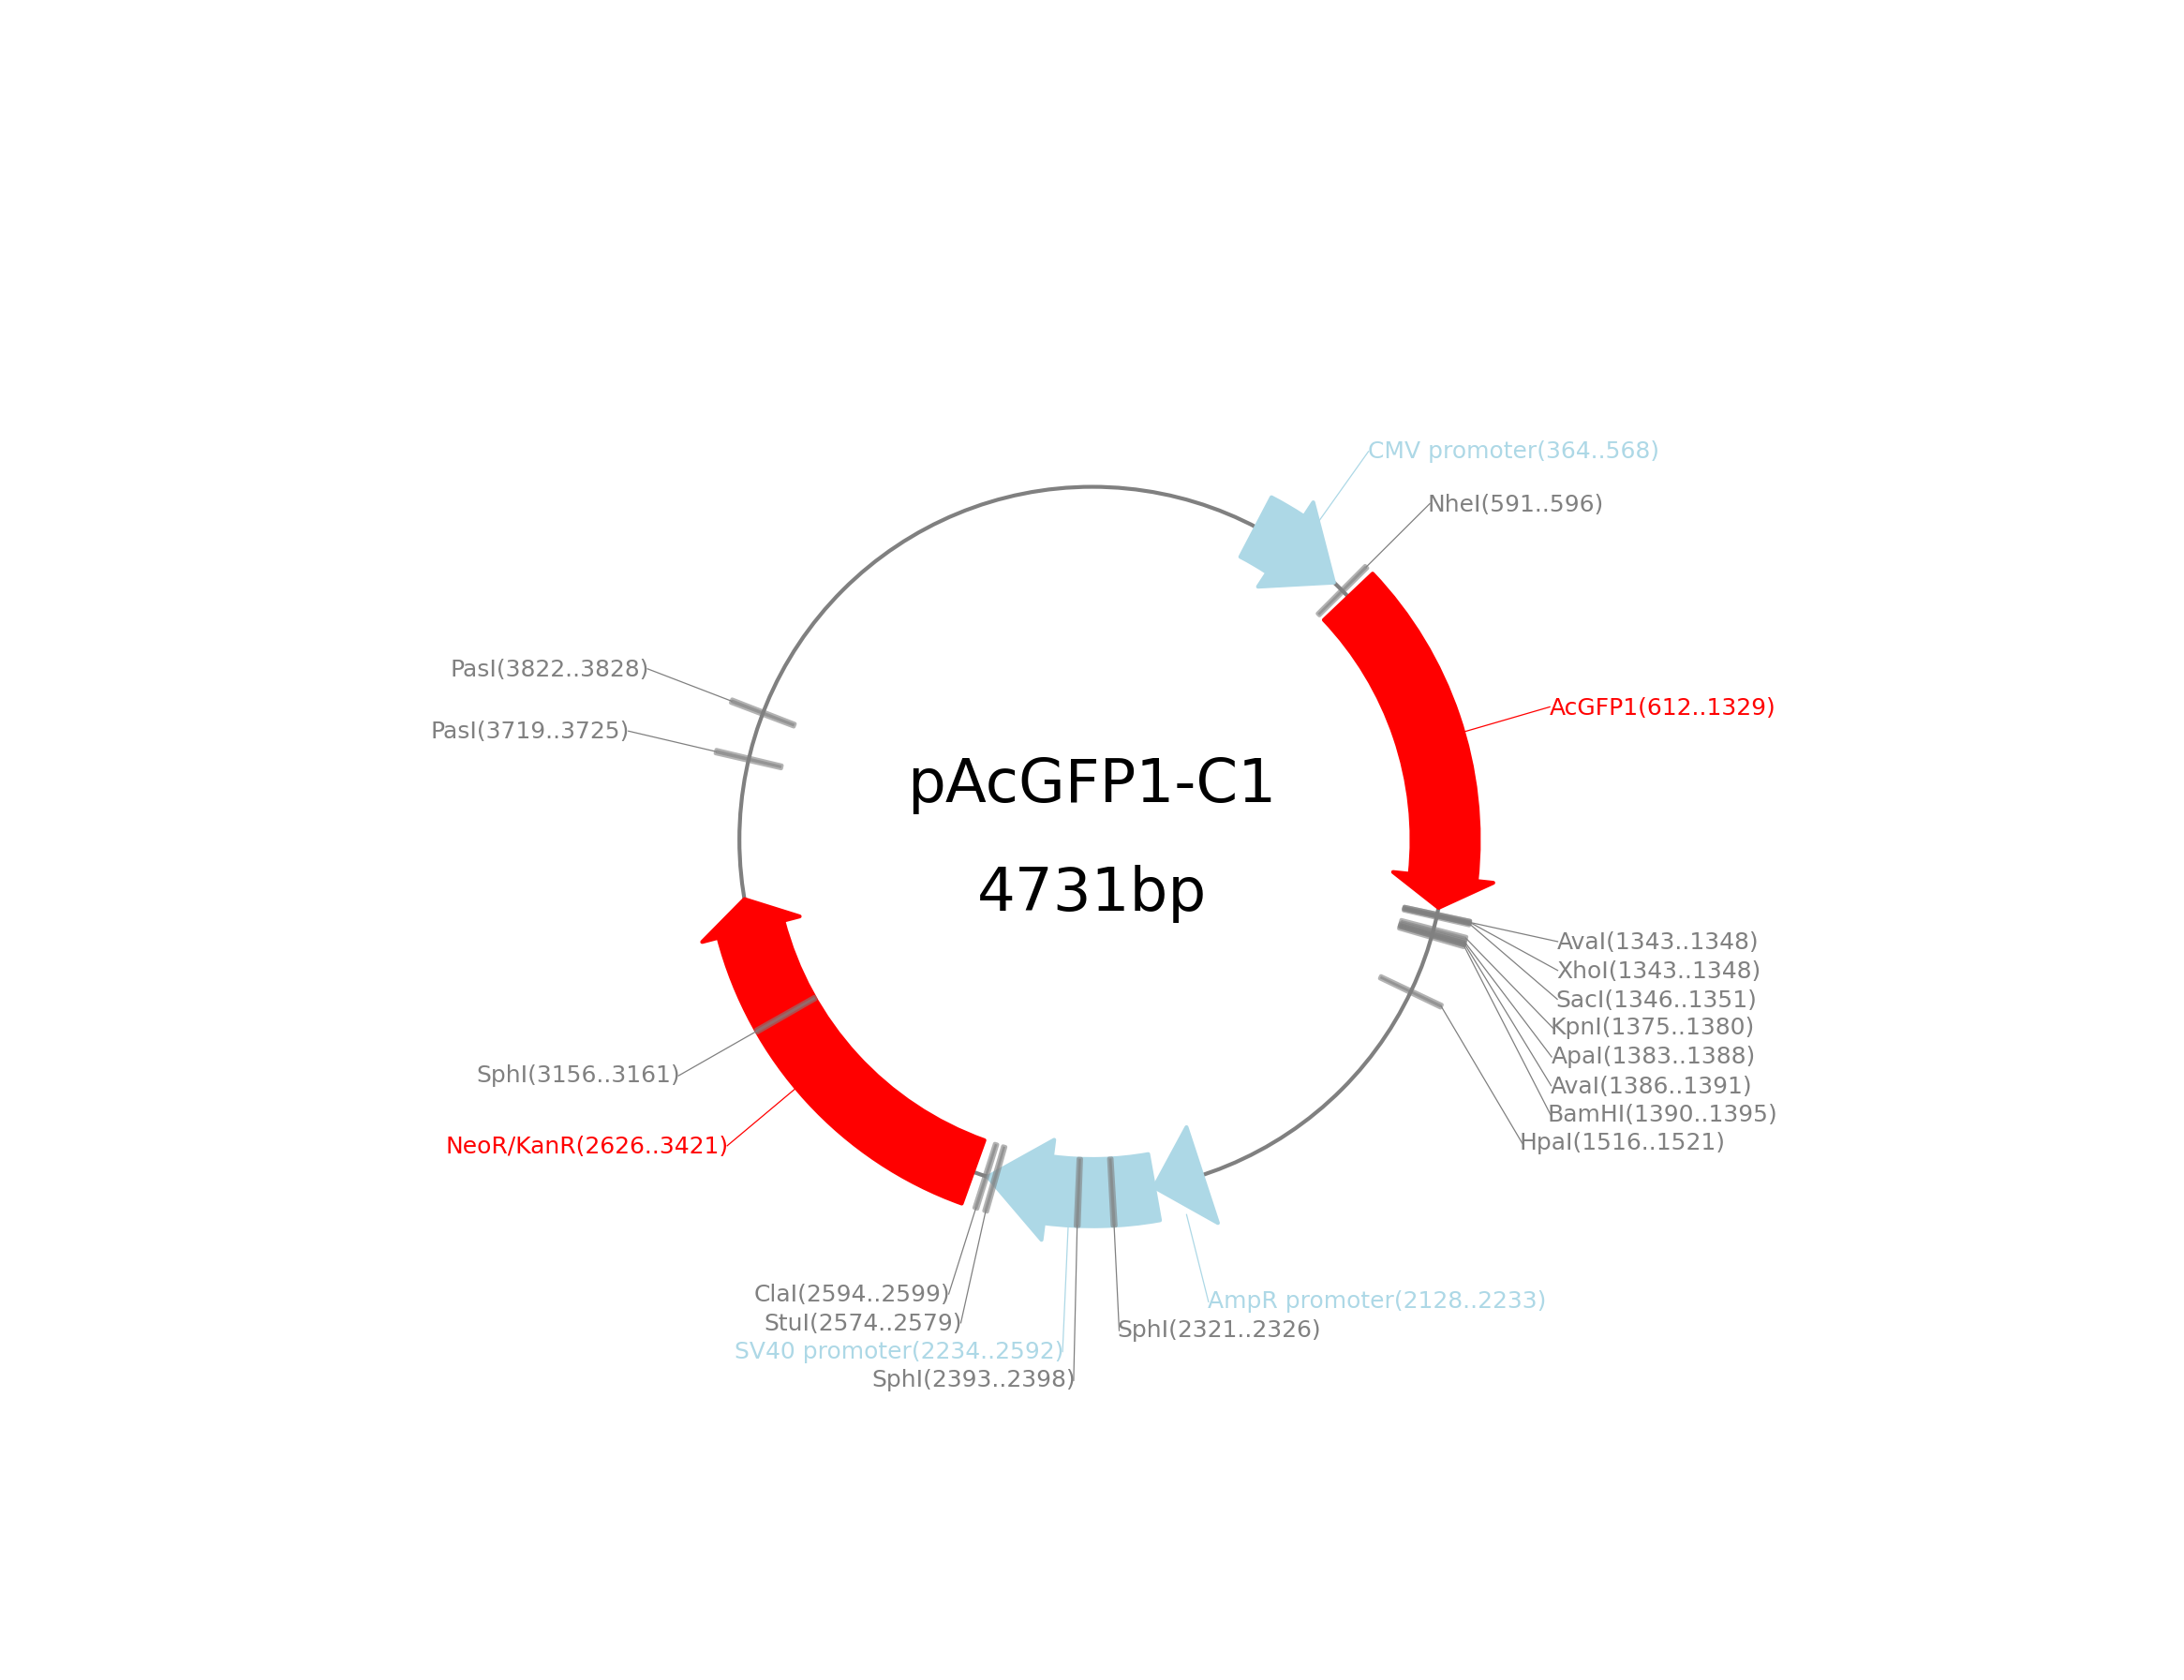 CMV promoter(364..568)
NheI(591..596)
PasI(3822..3828)
AcGFP1(612..1329)
PasI(3719..3725)
pAcGFP1-C1
4731bp
AvaI(1343..1348)
XhoI(1343..1348)
SacI(1346..1351)
KpnI(1375..1380)
ApaI(1383..1388)
SphI(3156..3161)
AvaI(1386..1391)
BamHI(1390..1395)
HpaI(1516..1521)
NeoR/KanR(2626..3421)
ClaI(2594..2599)
AmpR promoter(2128..2233)
StuI(2574..2579)
SphI(2321..2326)
SV40 promoter(2234..2592)
SphI(2393..2398)